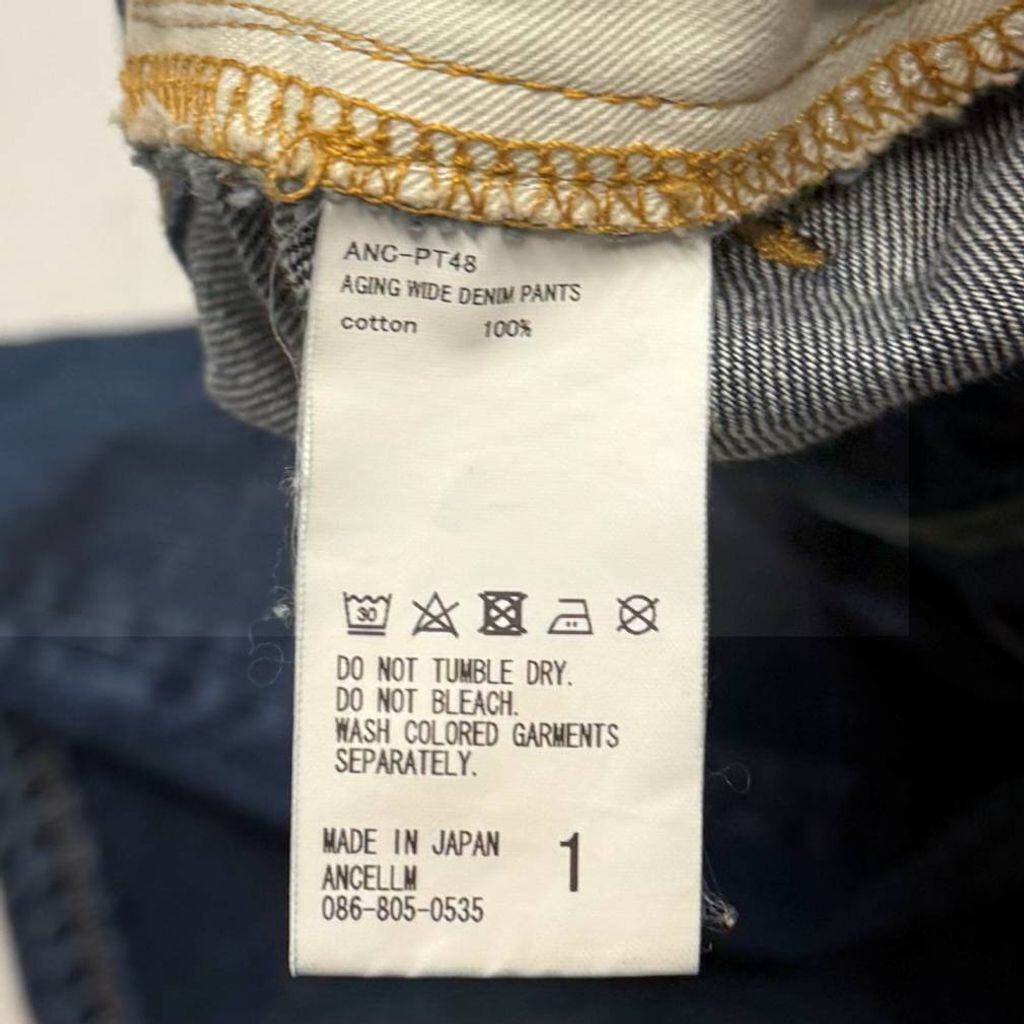 ANC-PT48
AGING WIDE DENIM PANTS
cotton 100%
30
DO NOT TUMBLE DRY.
DO NOT BLEACH.
WASH COLORED GARMENTS
SEPARATELY.
MADE IN JAPAN 1
ANCELLM
086-805-0535